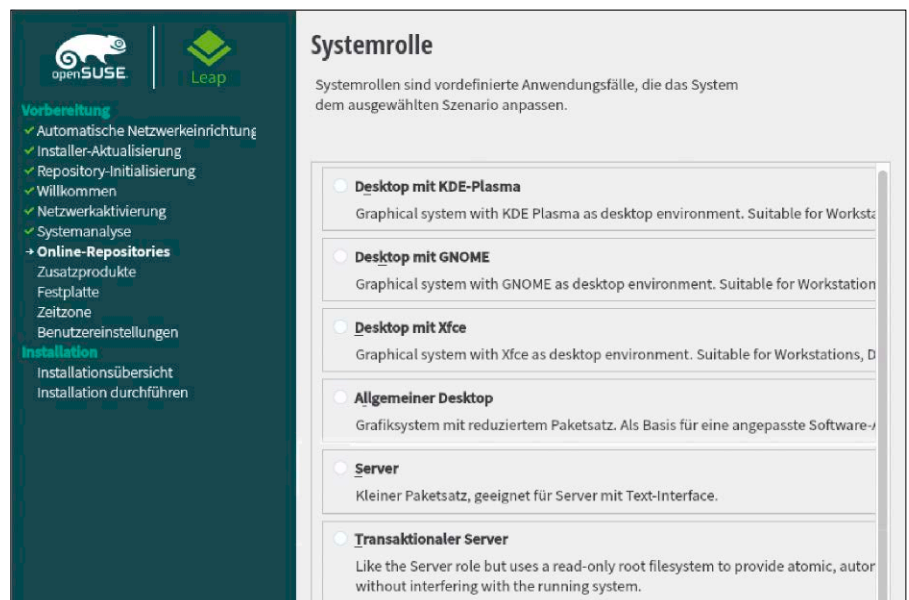 openSUSE
Leap
Vorbereitung
Automatische Netzwerkeinrichtung
Installer-Aktualisierung
Repository-Initialisierung
Willkommen
Netzwerkaktivierung
Systemanalyse
Online-Repositories
Zusatzprodukte
Festplatte
Zeitzone
Benutzereinstellungen
Installation
Installationsübersicht
Installation durchführen
Systemrolle
Systemrollen sind vordefinierte Anwendungsfälle, die das System
dem ausgewählten Szenario anpassen.
Desktop mit KDE-Plasma
Graphical system with KDE Plasma as desktop environment. Suitable for Worksta
Desktop mit GNOME
Graphical system with GNOME as desktop environment. Suitable for Workstation
Desktop mit Xfce
Graphical system with Xfce as desktop environment. Suitable for Workstations, D
Allgemeiner Desktop
Grafiksystem mit reduziertem Paketsatz. Als Basis für eine angepasste Software-
Server
Kleiner Paketsatz, geeignet für Server mit Text-Interface.
Transaktionaler Server
Like the Server role but uses a read-only root filesystem to provide atomic, autor
without interfering with the running system.